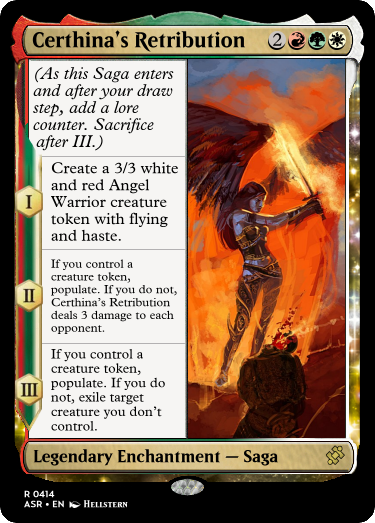 Certhina's Retribution 2
(As this Saga enters
and after your draw
step, add a lore
counter. Sacrifice
after III.)
I
Create a 3/3 white
and red Angel
Warrior creature
token with flying
and haste.
II
If you control a
creature token,
populate. If you do not,
Certhina's Retribution
deals 3 damage to each
opponent.
III
If you control a
creature token,
populate. If you do
not, exile target
creature you don't
control.
Legendary Enchantment — Saga
R 0414
ASR • EN Hellstern